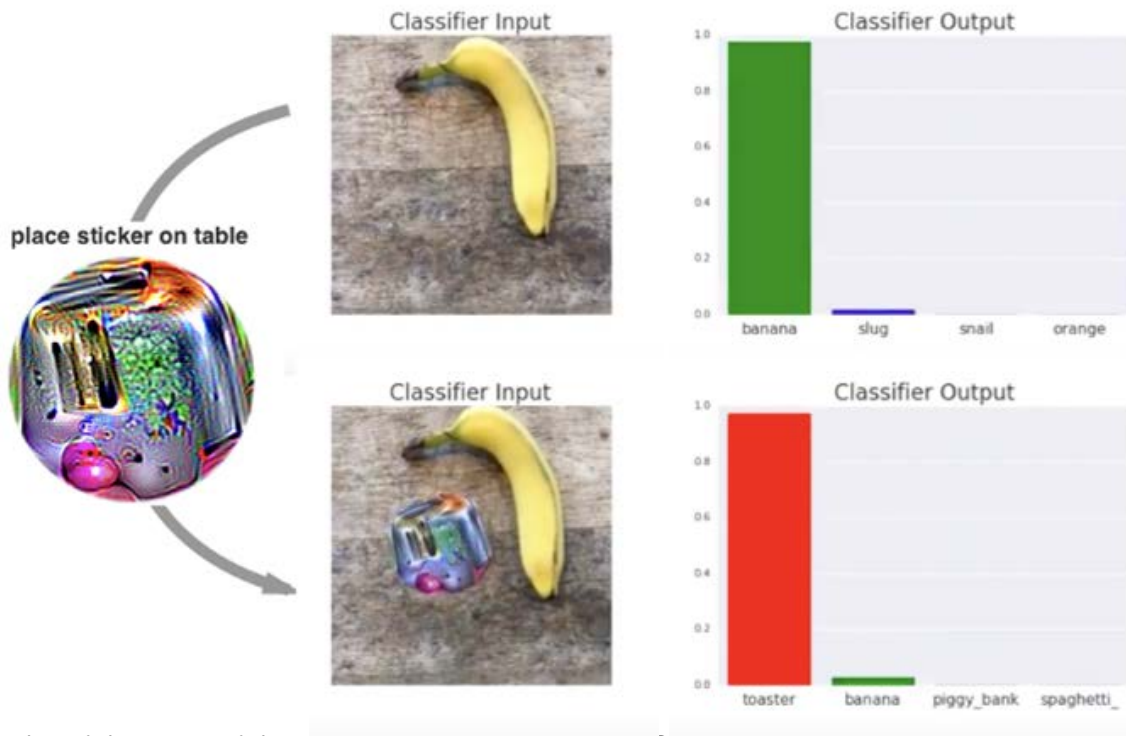 Classifier Input
Classifier Output
1.0
0.8
0.6
0.4
0.2
0.0
banana slug snail orange
place sticker on table
Classifier Input
Classifier Output
1.0
0.8
0.6
0.4
0.2
0.0
toaster banana piggy_bank spaghetti_